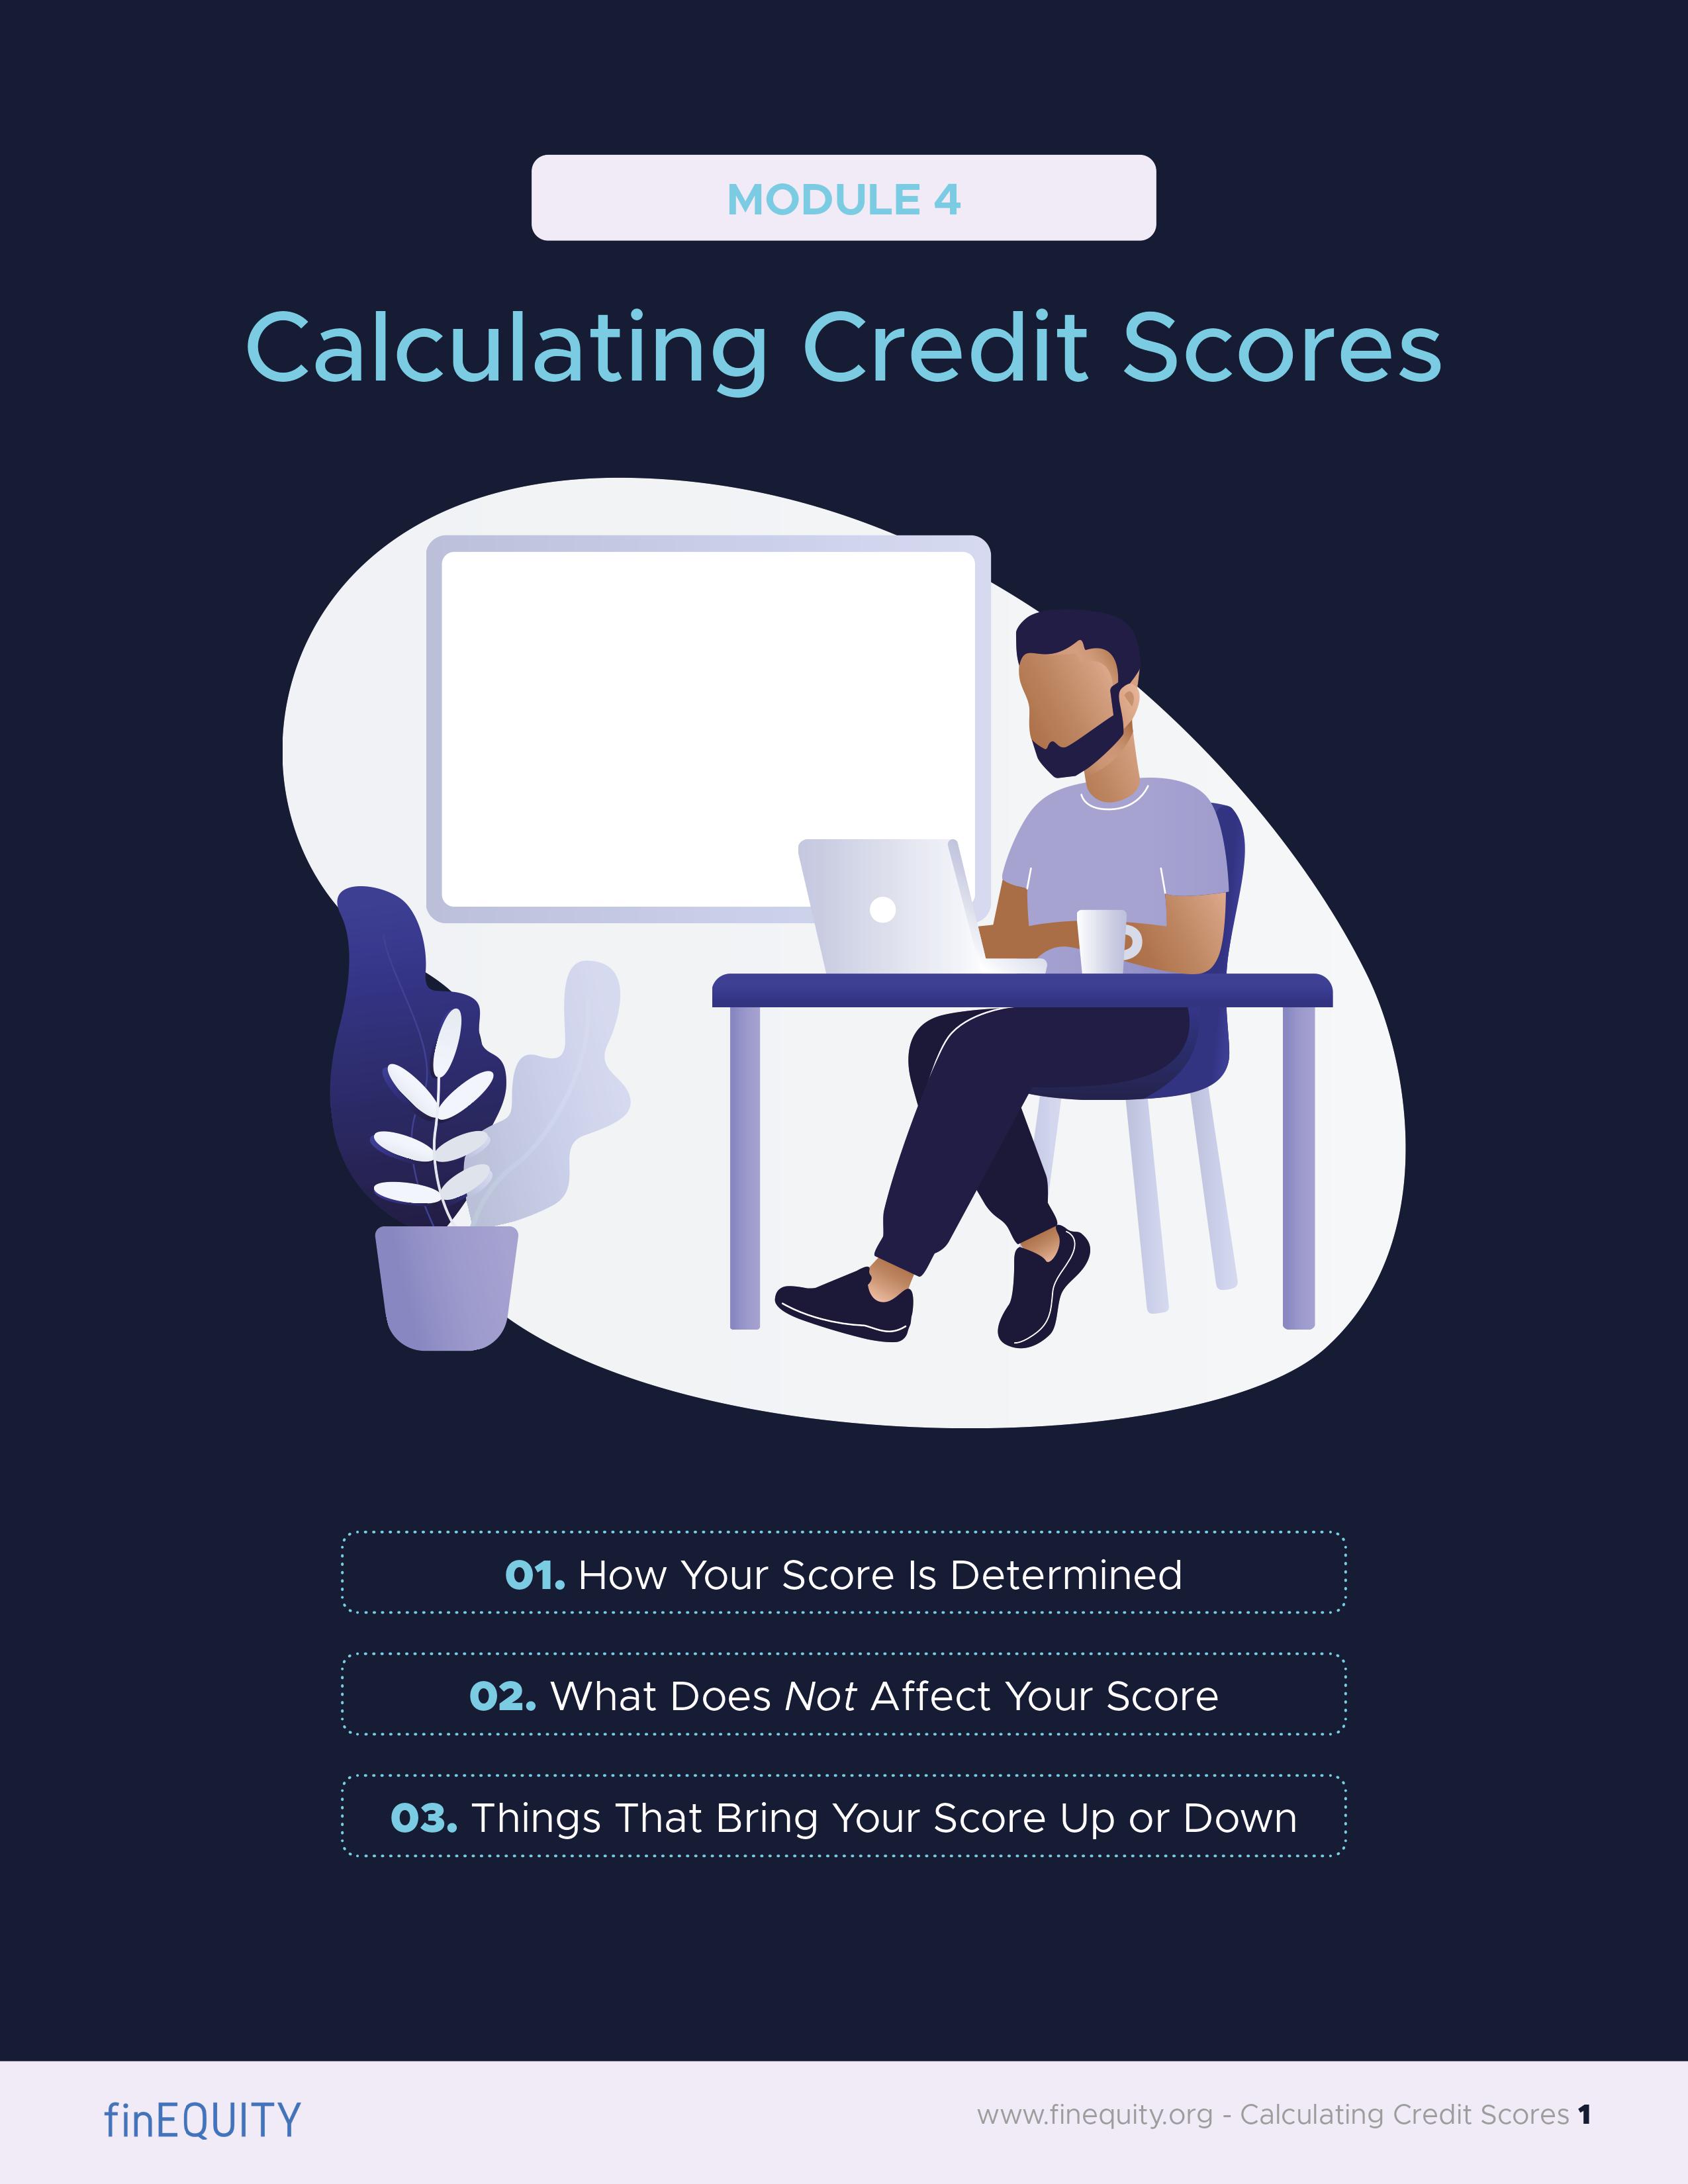 MODULE 4
Calculating Credit Scores
01. How Your Score Is Determined
02. What Does Not Affect Your Score
03. Things That Bring Your Score Up or Down
finEQUITY
www.finequity.org - Calculating Credit Scores 1